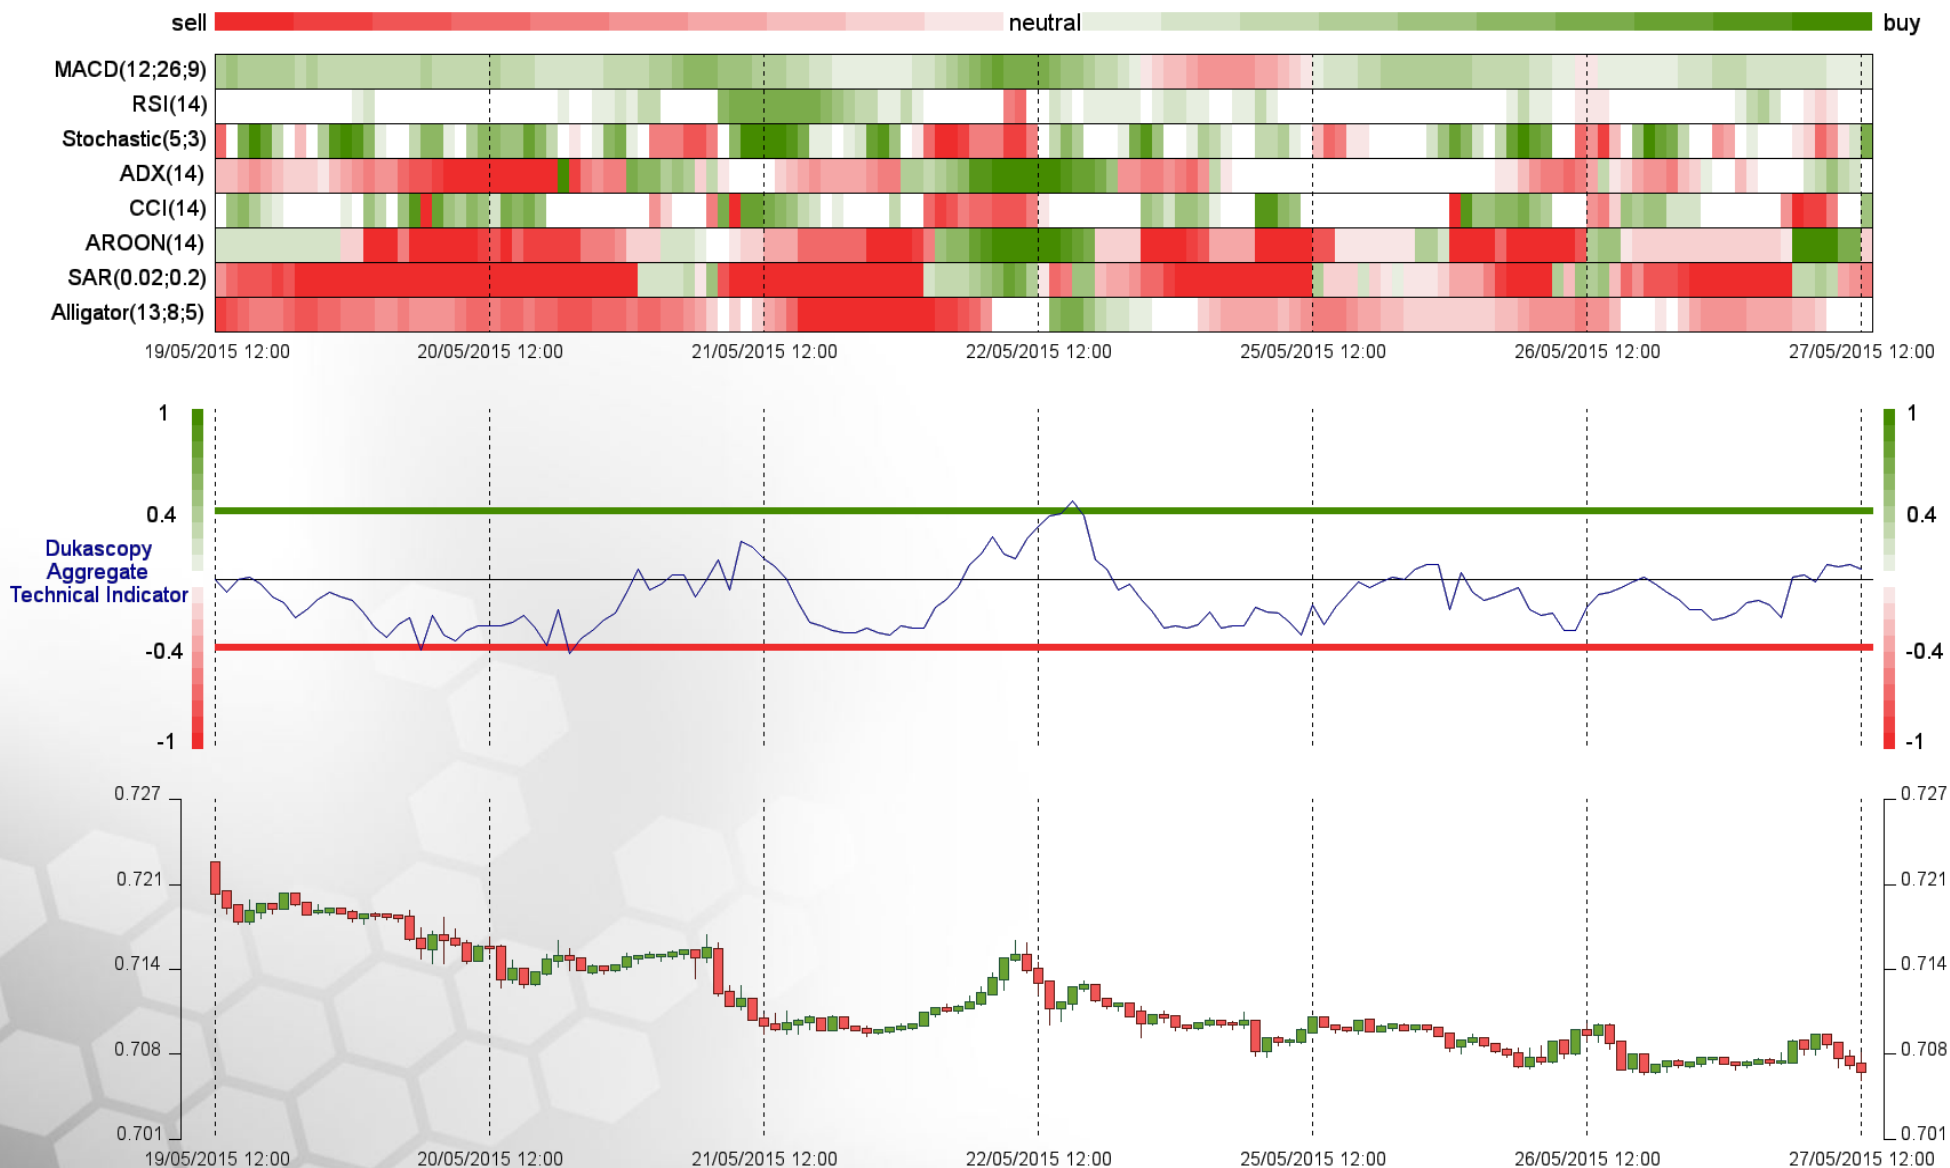 sell neutral buy
MACD(12;26;9)
RSI(14)
Stochastic(5;3)
ADX(14)
CCI(14)
AROON(14)
SAR(0.02;0.2)
Alligator(13;8;5)
19/05/2015 12:00 20/05/2015 12:00 21/05/2015 12:00 22/05/2015 12:00 25/05/2015 12:00 26/05/2015 12:00 27/05/2015 12:00
1 1
0.4 0.4
Dukascopy
Aggregate
Technical Indicator
-0.4 -0.4
-1 -1
0.727 0.727
0.721 0.721
0.714 0.714
0.708 0.708
0.701 0.701
19/05/2015 12:00 20/05/2015 12:00 21/05/2015 12:00 22/05/2015 12:00 25/05/2015 12:00 26/05/2015 12:00 27/05/2015 12:00